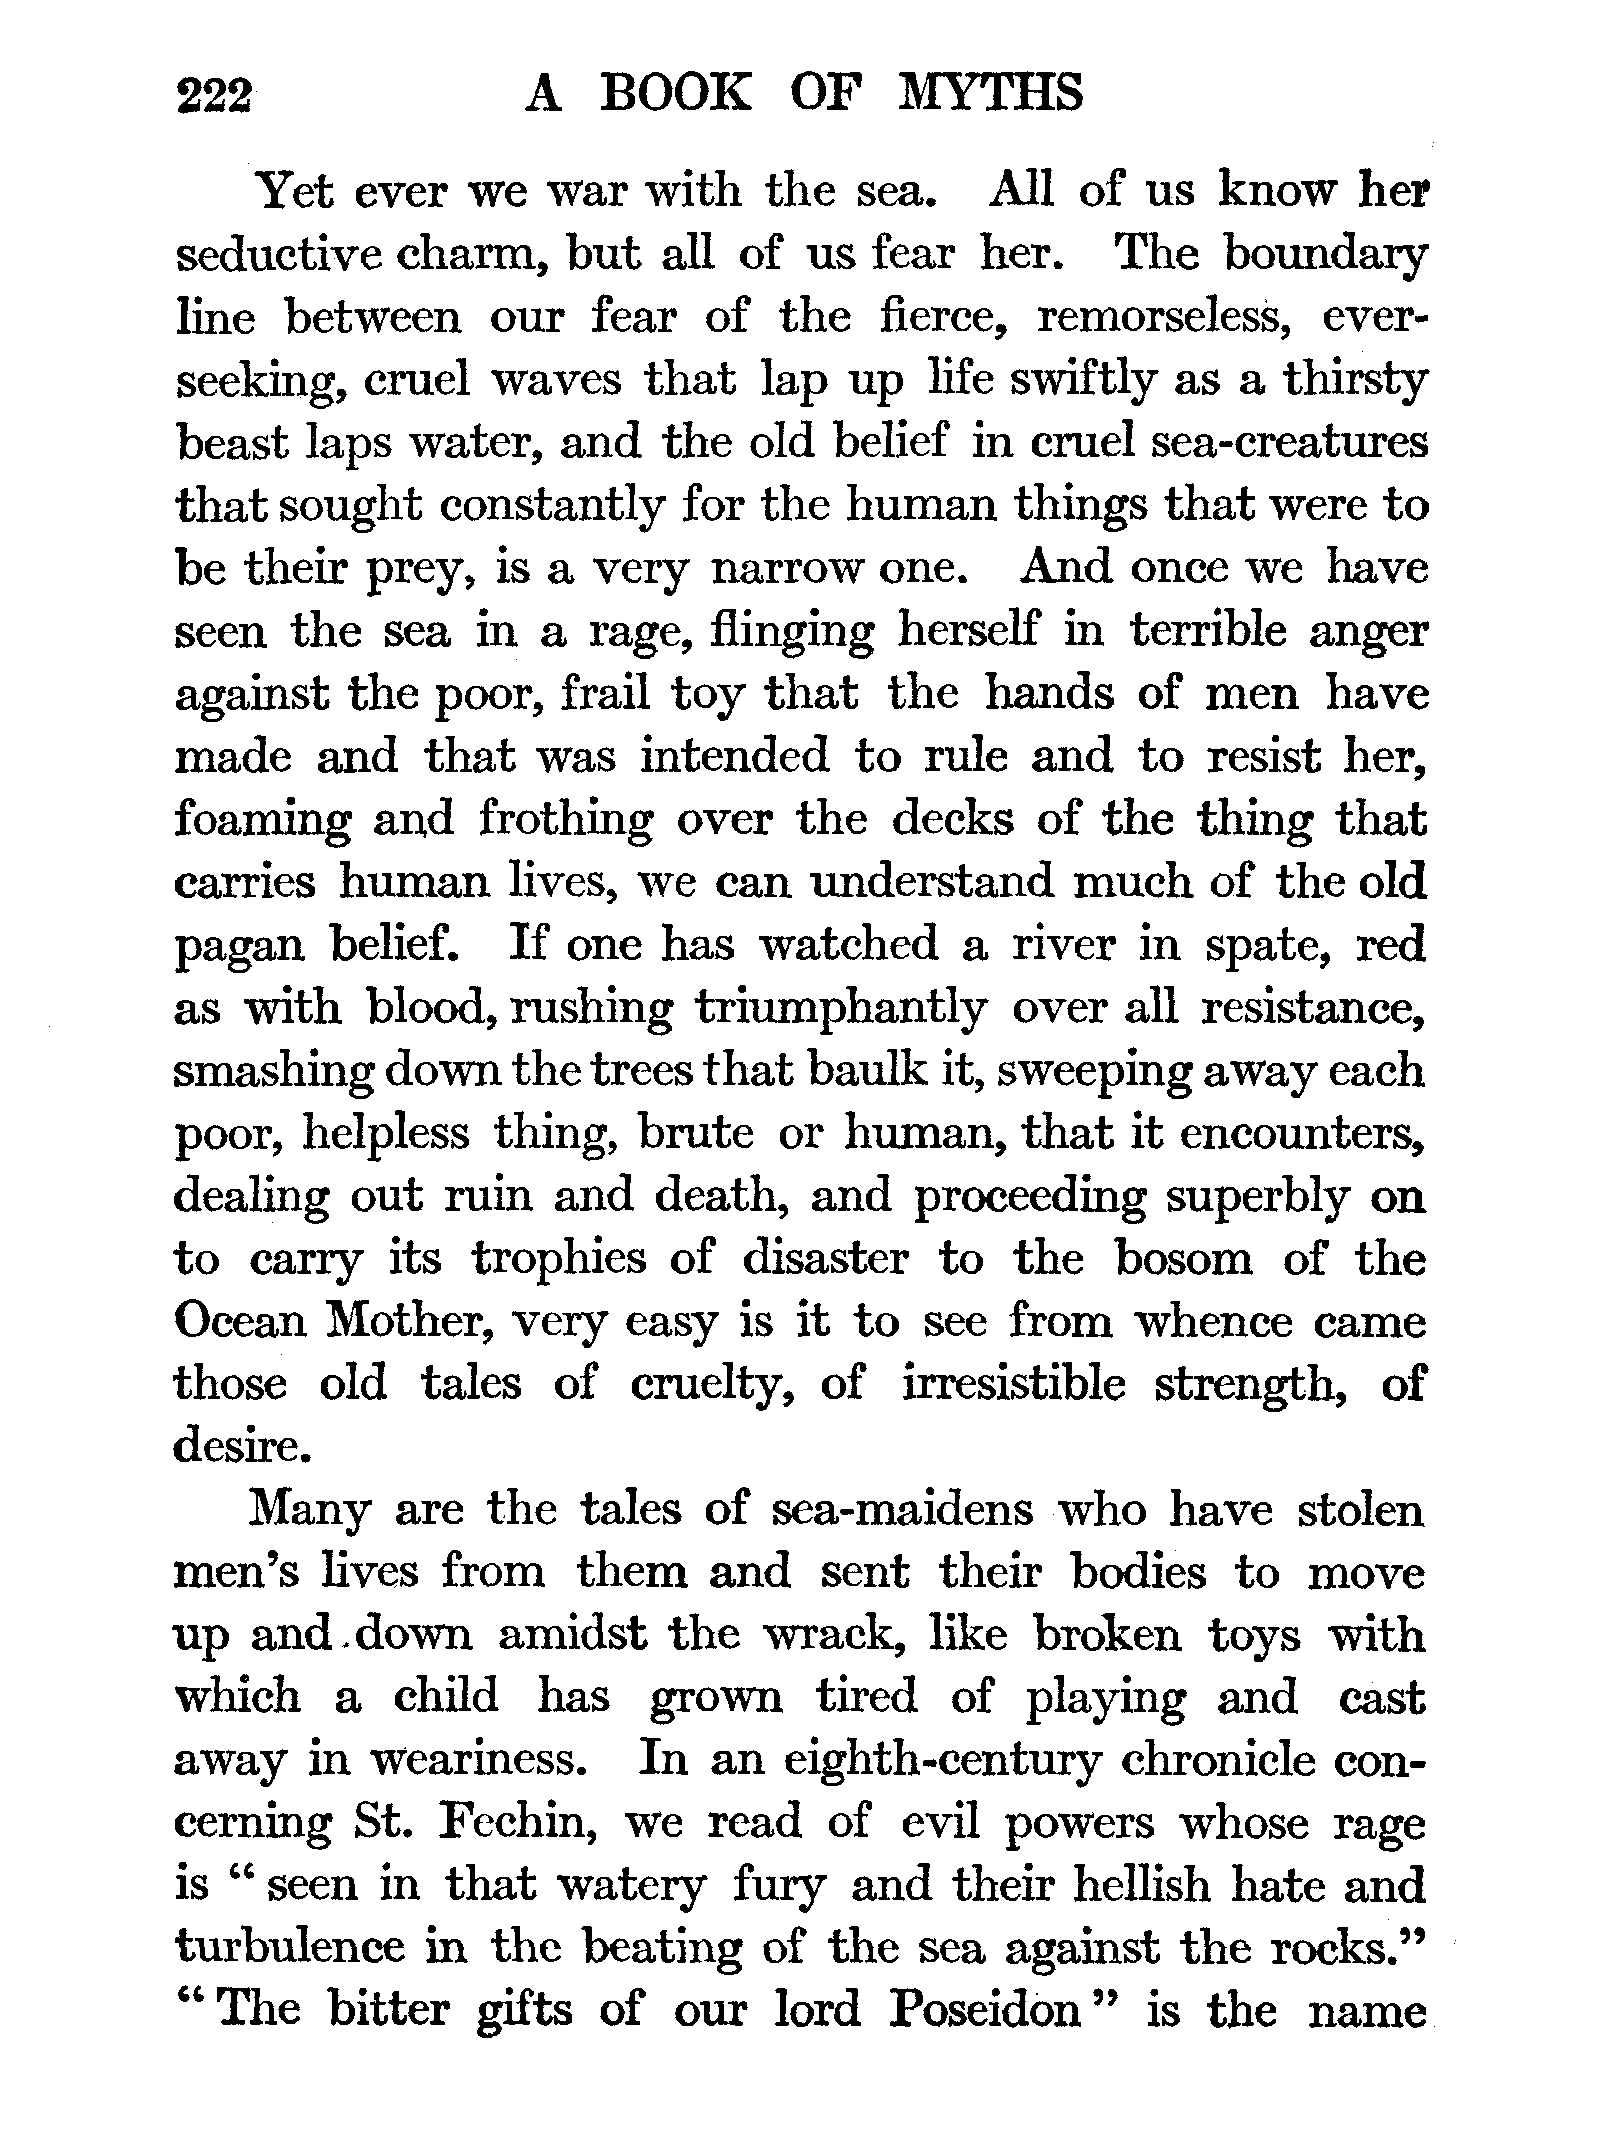 222 A BOOK OF MYTHS
Yet ever we war with the sea. All of us know her
seductive charm, but all of us fear her. The boundary
line between our fear of the fierce, remorseless, ever-
seeking, cruel waves that lap up life swiftly as a thirsty
beast laps water, and the old belief in cruel sea-creatures
that sought constantly for the human things that were to
be their prey, is a very narrow one. And once we have
seen the sea in a rage, flinging herself in terrible anger
against the poor, frail toy that the hands of men have
made and that was intended to rule and to resist her,
foaming and frothing over the decks of the thing that
carries human lives, we can understand much of the old
pagan belief. If one has watched a river in spate, red
as with blood, rushing triumphantly over all resistance,
smashing down the trees that baulk it, sweeping away each
poor, helpless thing, brute or human, that it encounters,
dealing out ruin and death, and proceeding superbly on
to carry its trophies of disaster to the bosom of the
Ocean Mother, very easy is it to see from whence came
those old tales of cruelty, of irresistible strength, of
desire.
Many are the tales of sea-maidens who have stolen
men's lives from them and sent their bodies to move
up and down amidst the wrack, like broken toys with
which a child has grown tired of playing and cast
away in weariness. In an eighth-century chronicle con-
cerning St. Fechin, we read of evil powers whose rage
is “ seen in that watery fury and their hellish hate and
turbulence in the beating of the sea against the rocks.”
“ The bitter gifts of our lord Poseidon ” is the name